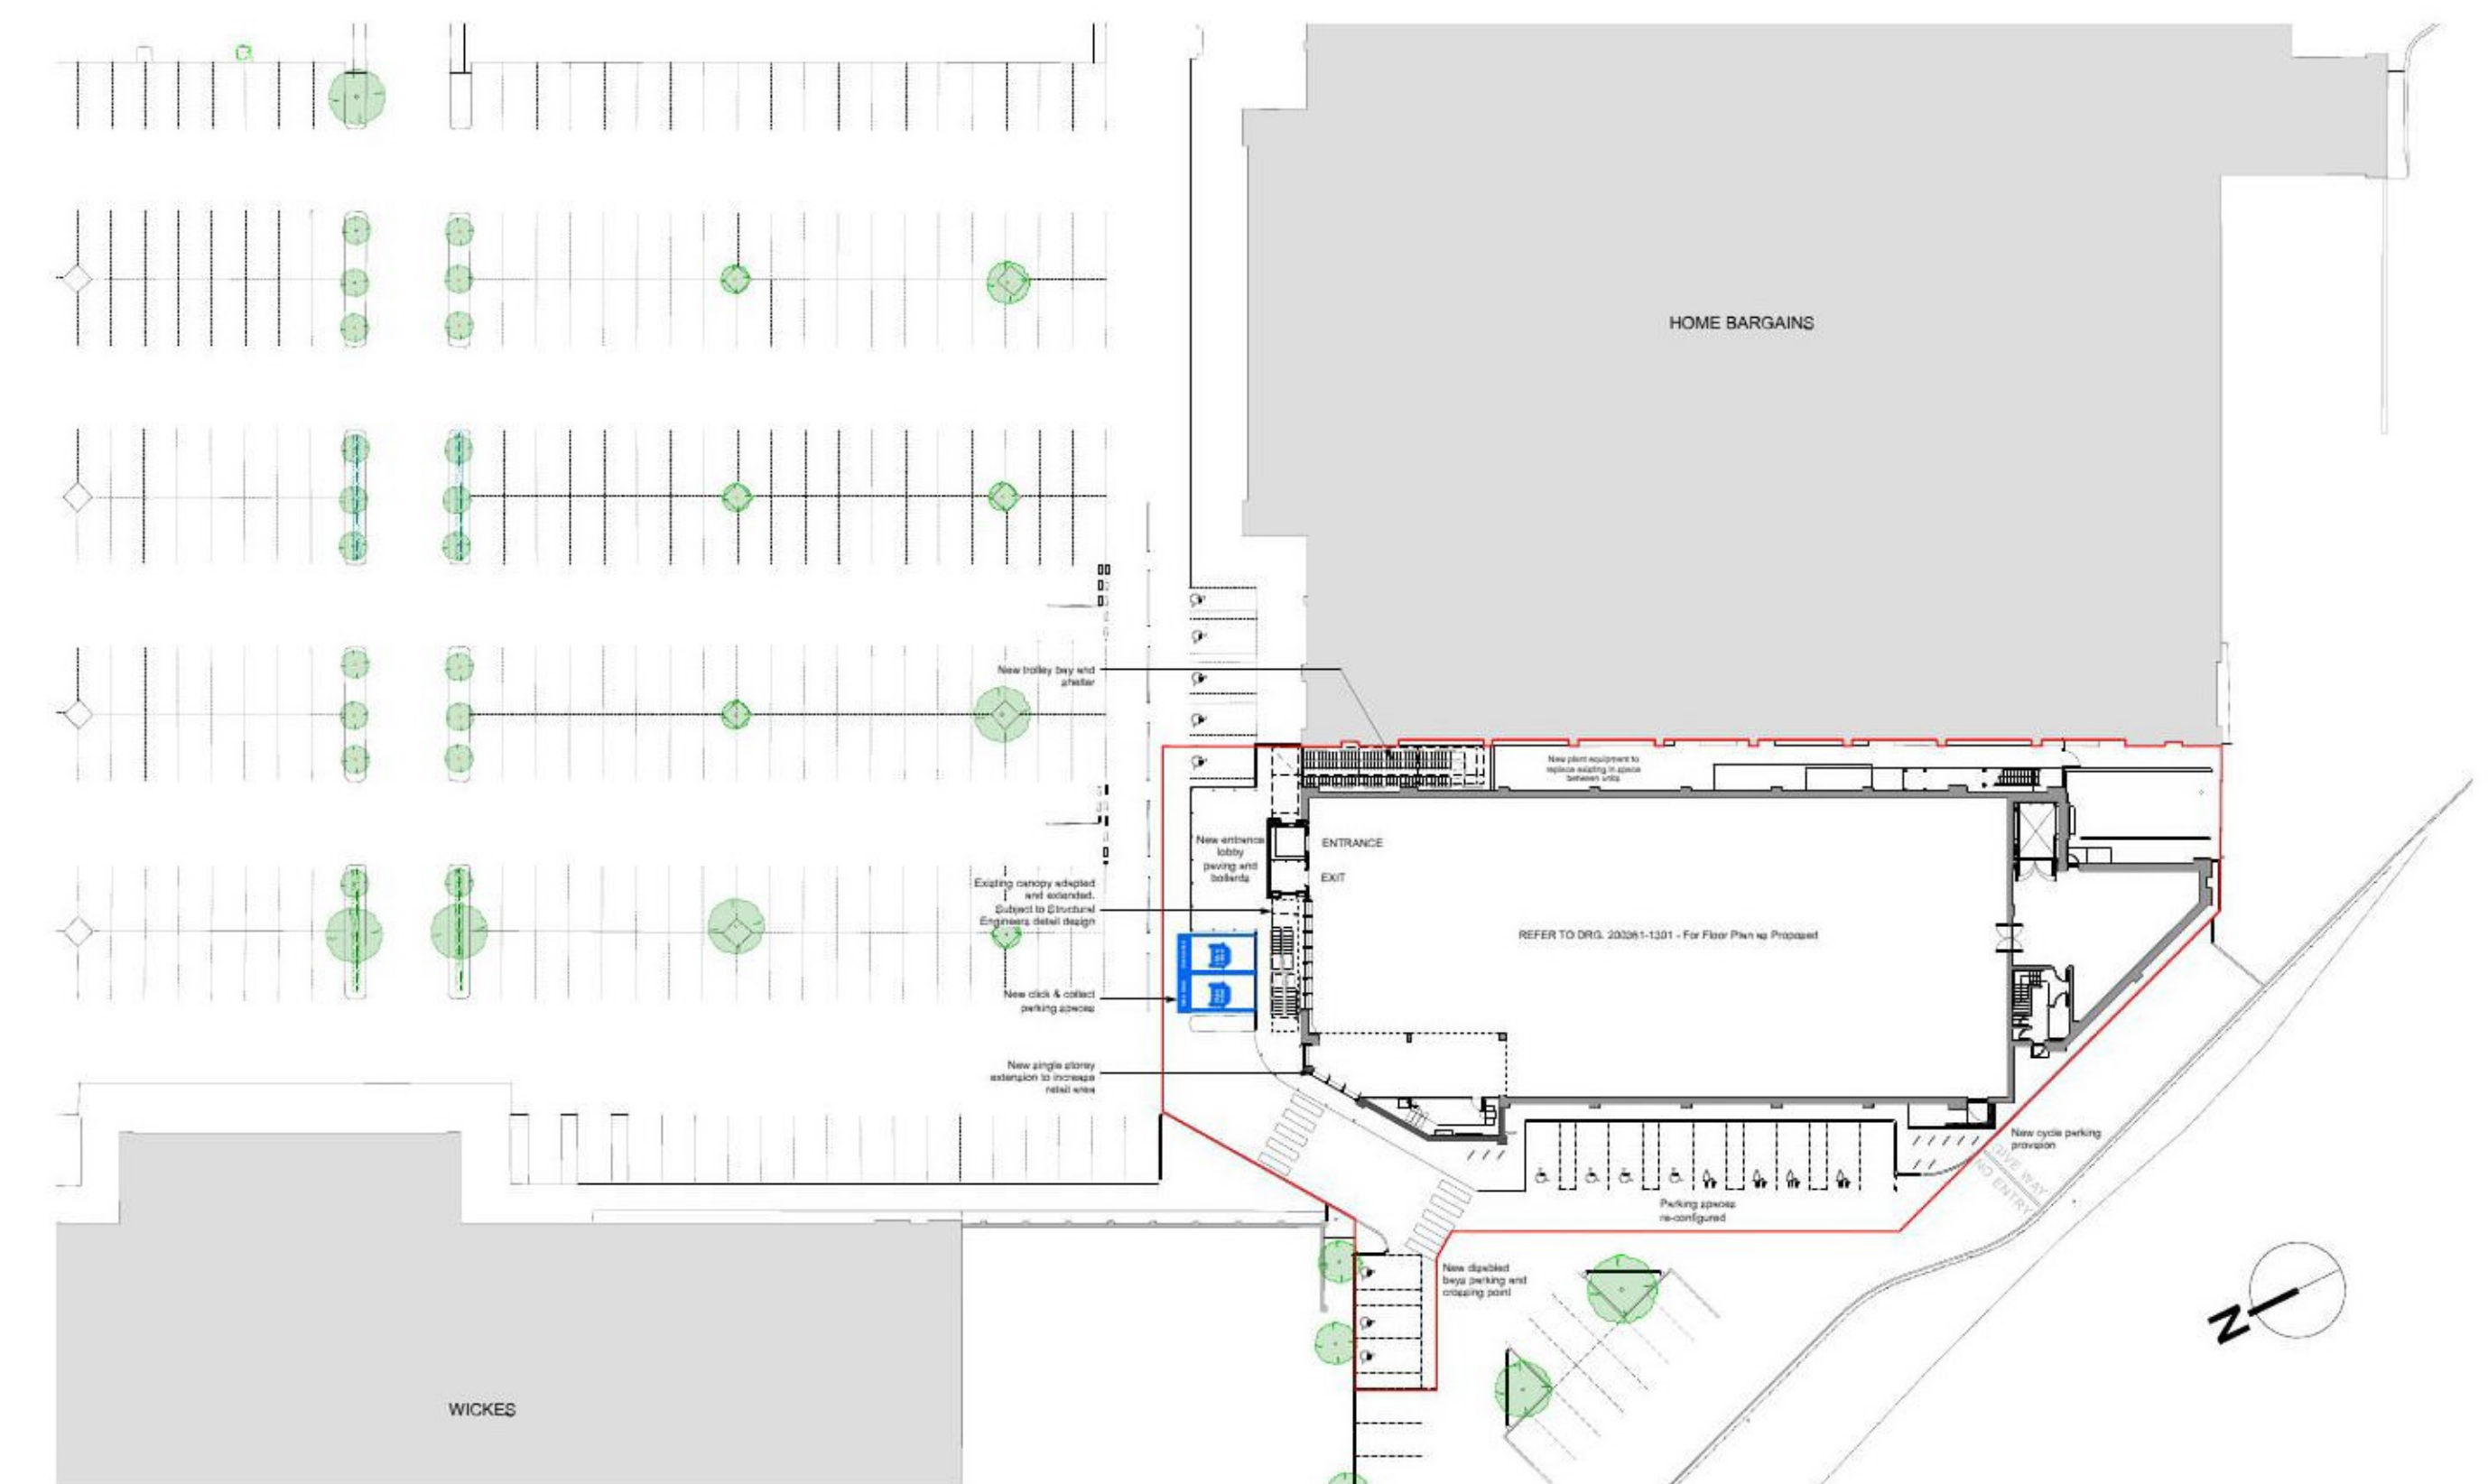 HOME BARGAINS
New trolley bay and
shelter
New plant equipment to
replace existing in space
between units
New entrance
lobby
paving and
bollards
ENTRANCE
EXIT
Existing canopy adapted
and extended.
Subject to Structural
Engineers detail design
REFER TO DRG. 200361-1301 - For Floor Plan as Proposed
New click & collect
parking spaces
New single storey
extension to increase
retail area
New cycle parking
provision
GIVE WAY
NO ENTRY
Parking spaces
re-configured
New disabled
bays parking and
crossing point
N
WICKES